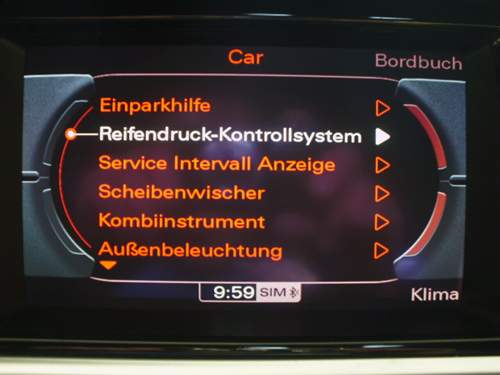 Car
Bordbuch
Einparkhilfe
Reifendruck-Kontrollsystem
Service Intervall Anzeige
Scheibenwischer
Kombiinstrument
Außenbeleuchtung
9:59 SIM
Klima